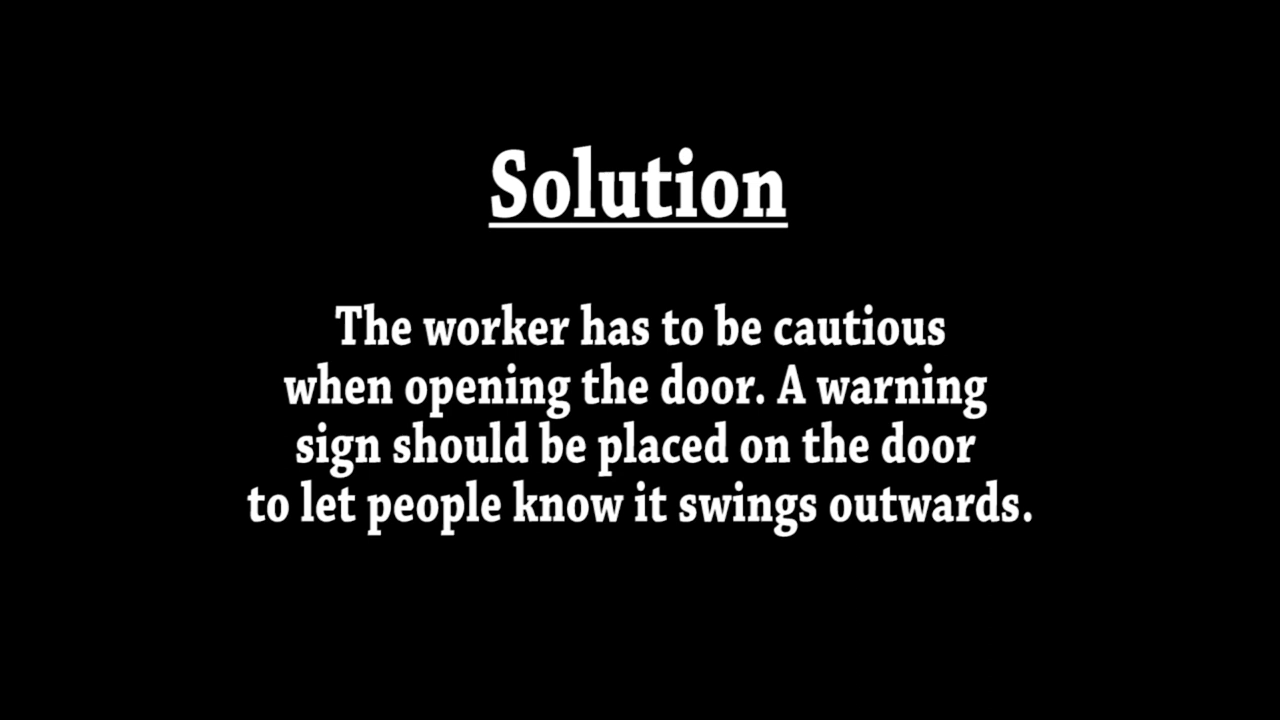 Solution
The worker has to be cautious
when opening the door. A warning
sign should be placed on the door
to let people know it swings outwards.